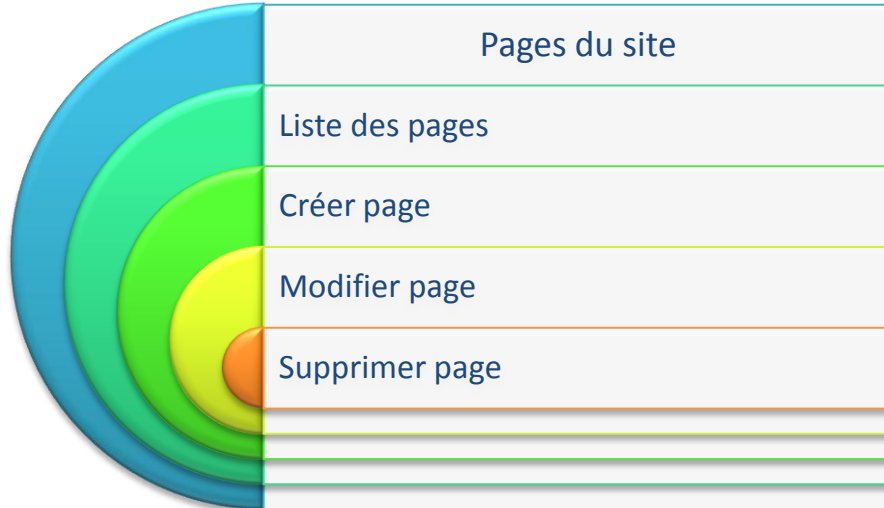 Pages du site
Liste des pages
Créer page
Modifier page
Supprimer page